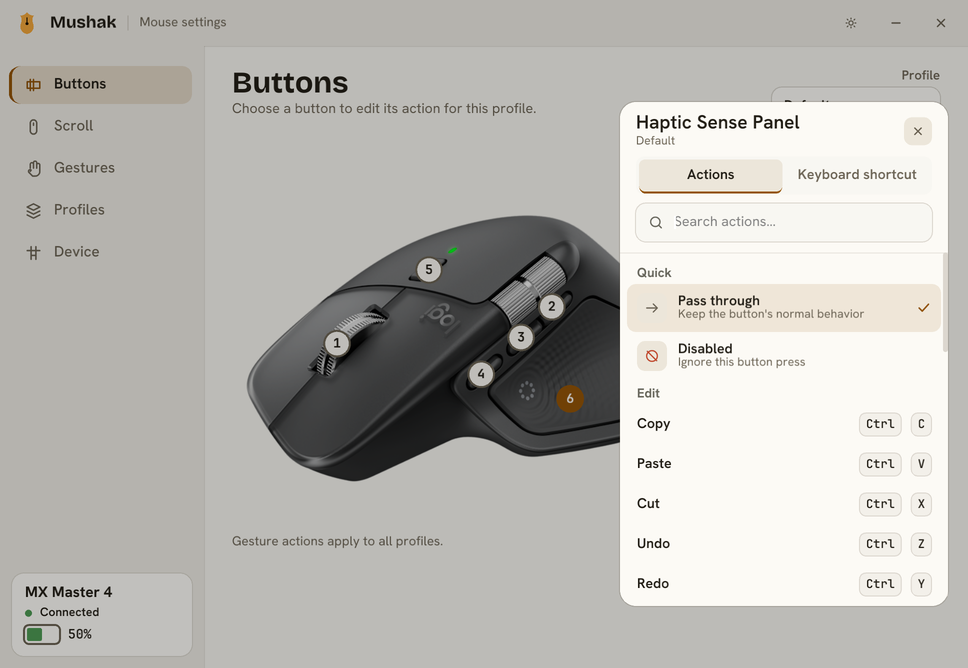 Mushak
Mouse settings
Buttons
Scroll
Gestures
Profiles
Device
MX Master 4
Connected
50%
Buttons
Choose a button to edit its action for this profile.
Profile
5
2
1
3
4
6
logi
Gesture actions apply to all profiles.
Haptic Sense Panel
Default
Actions
Keyboard shortcut
Search actions...
Quick
Pass through
Keep the button's normal behavior
Disabled
Ignore this button press
Edit
Copy Ctrl C
Paste Ctrl V
Cut Ctrl X
Undo Ctrl Z
Redo Ctrl Y